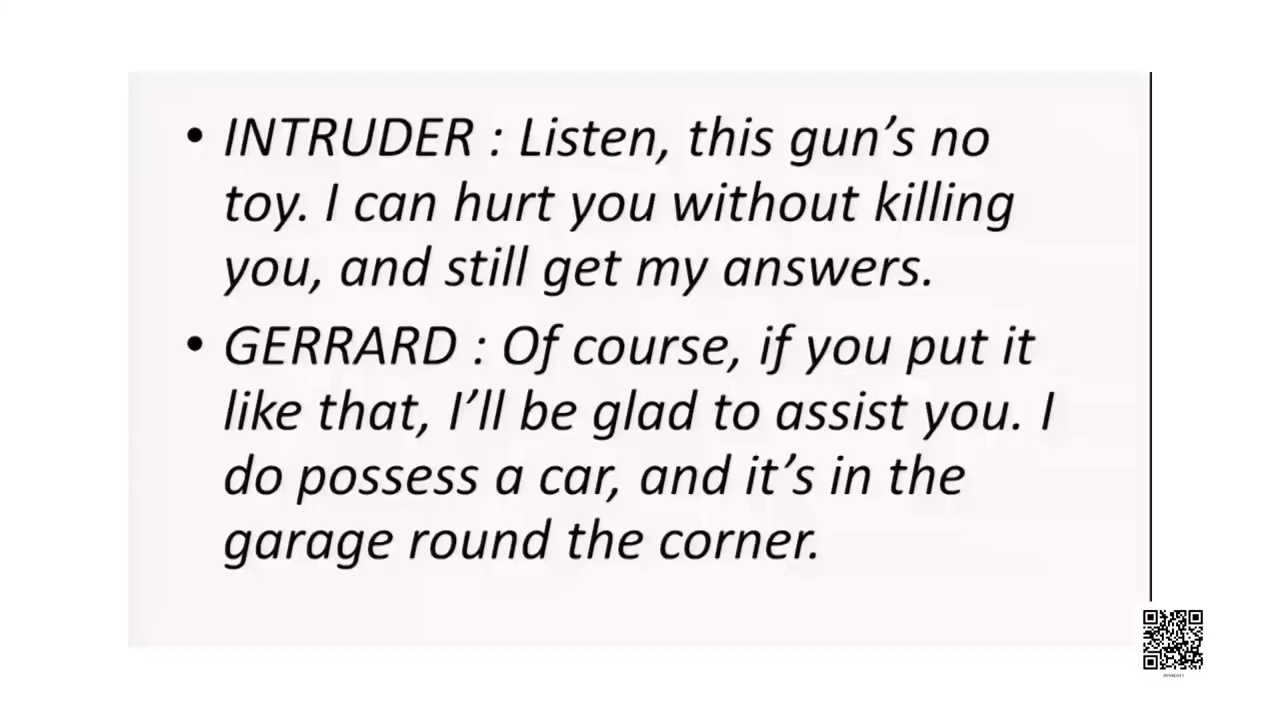 • INTRUDER : Listen, this gun’s no
toy. I can hurt you without killing
you, and still get my answers.
• GERRARD : Of course, if you put it
like that, I’ll be glad to assist you. I
do possess a car, and it’s in the
garage round the corner.